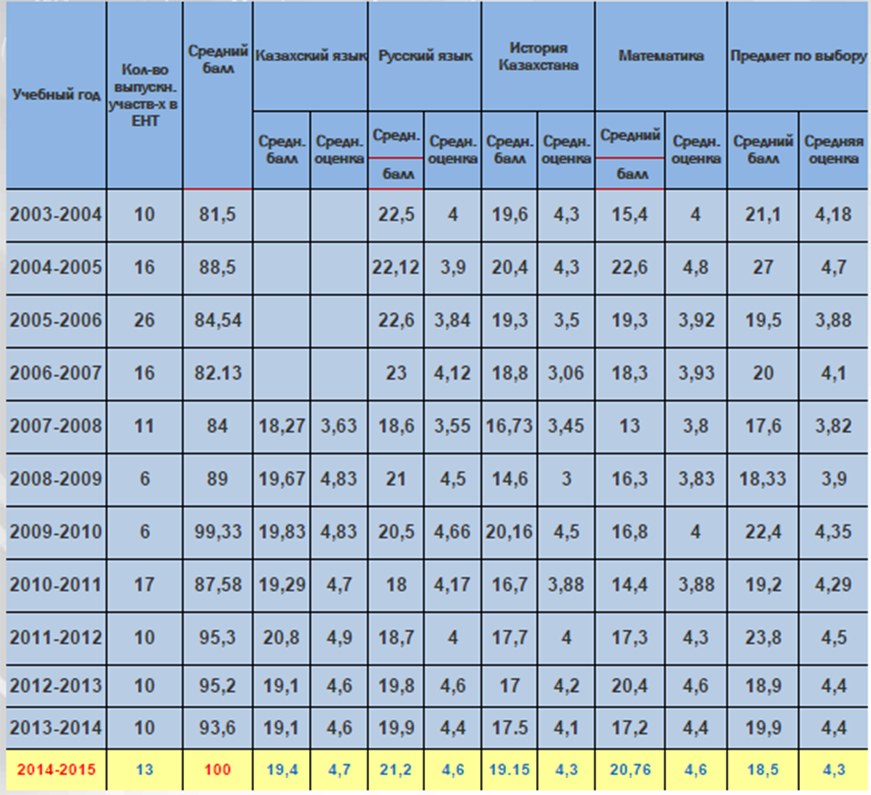 Учебный год Кол-во выпускн. участв-х в ЕНТ Средний балл Казахский язык Русский язык История Казахстана Математика Предмет по выбору
Средн. балл Средн. оценка Средн. балл Средн. оценка Средн. балл Средн. оценка Средний балл Средн. оценка Средний балл Средняя оценка
2003-2004 10 81,5 22,5 4 19,6 4,3 15,4 4 21,1 4,18
2004-2005 16 88,5 22,12 3,9 20,4 4,3 22,6 4,8 27 4,7
2005-2006 26 84,54 22,6 3,84 19,3 3,5 19,3 3,92 19,5 3,88
2006-2007 16 82.13 23 4,12 18,8 3,06 18,3 3,93 20 4,1
2007-2008 11 84 18,27 3,63 18,6 3,55 16,73 3,45 13 3,8 17,6 3,82
2008-2009 6 89 19,67 4,83 21 4,5 14,6 3 16,3 3,83 18,33 3,9
2009-2010 6 99,33 19,83 4,83 20,5 4,66 20,16 4,5 16,8 4 22,4 4,35
2010-2011 17 87,58 19,29 4,7 18 4,17 16,7 3,88 14,4 3,88 19,2 4,29
2011-2012 10 95,3 20,8 4,9 18,7 4 17,7 4 17,3 4,3 23,8 4,5
2012-2013 10 95,2 19,1 4,6 19,8 4,6 17 4,2 20,4 4,6 18,9 4,4
2013-2014 10 93,6 19,1 4,6 19,9 4,4 17.5 4,1 17,2 4,4 19,9 4,4
2014-2015 13 100 19,4 4,7 21,2 4,6 19.15 4,3 20,76 4,6 18,5 4,3